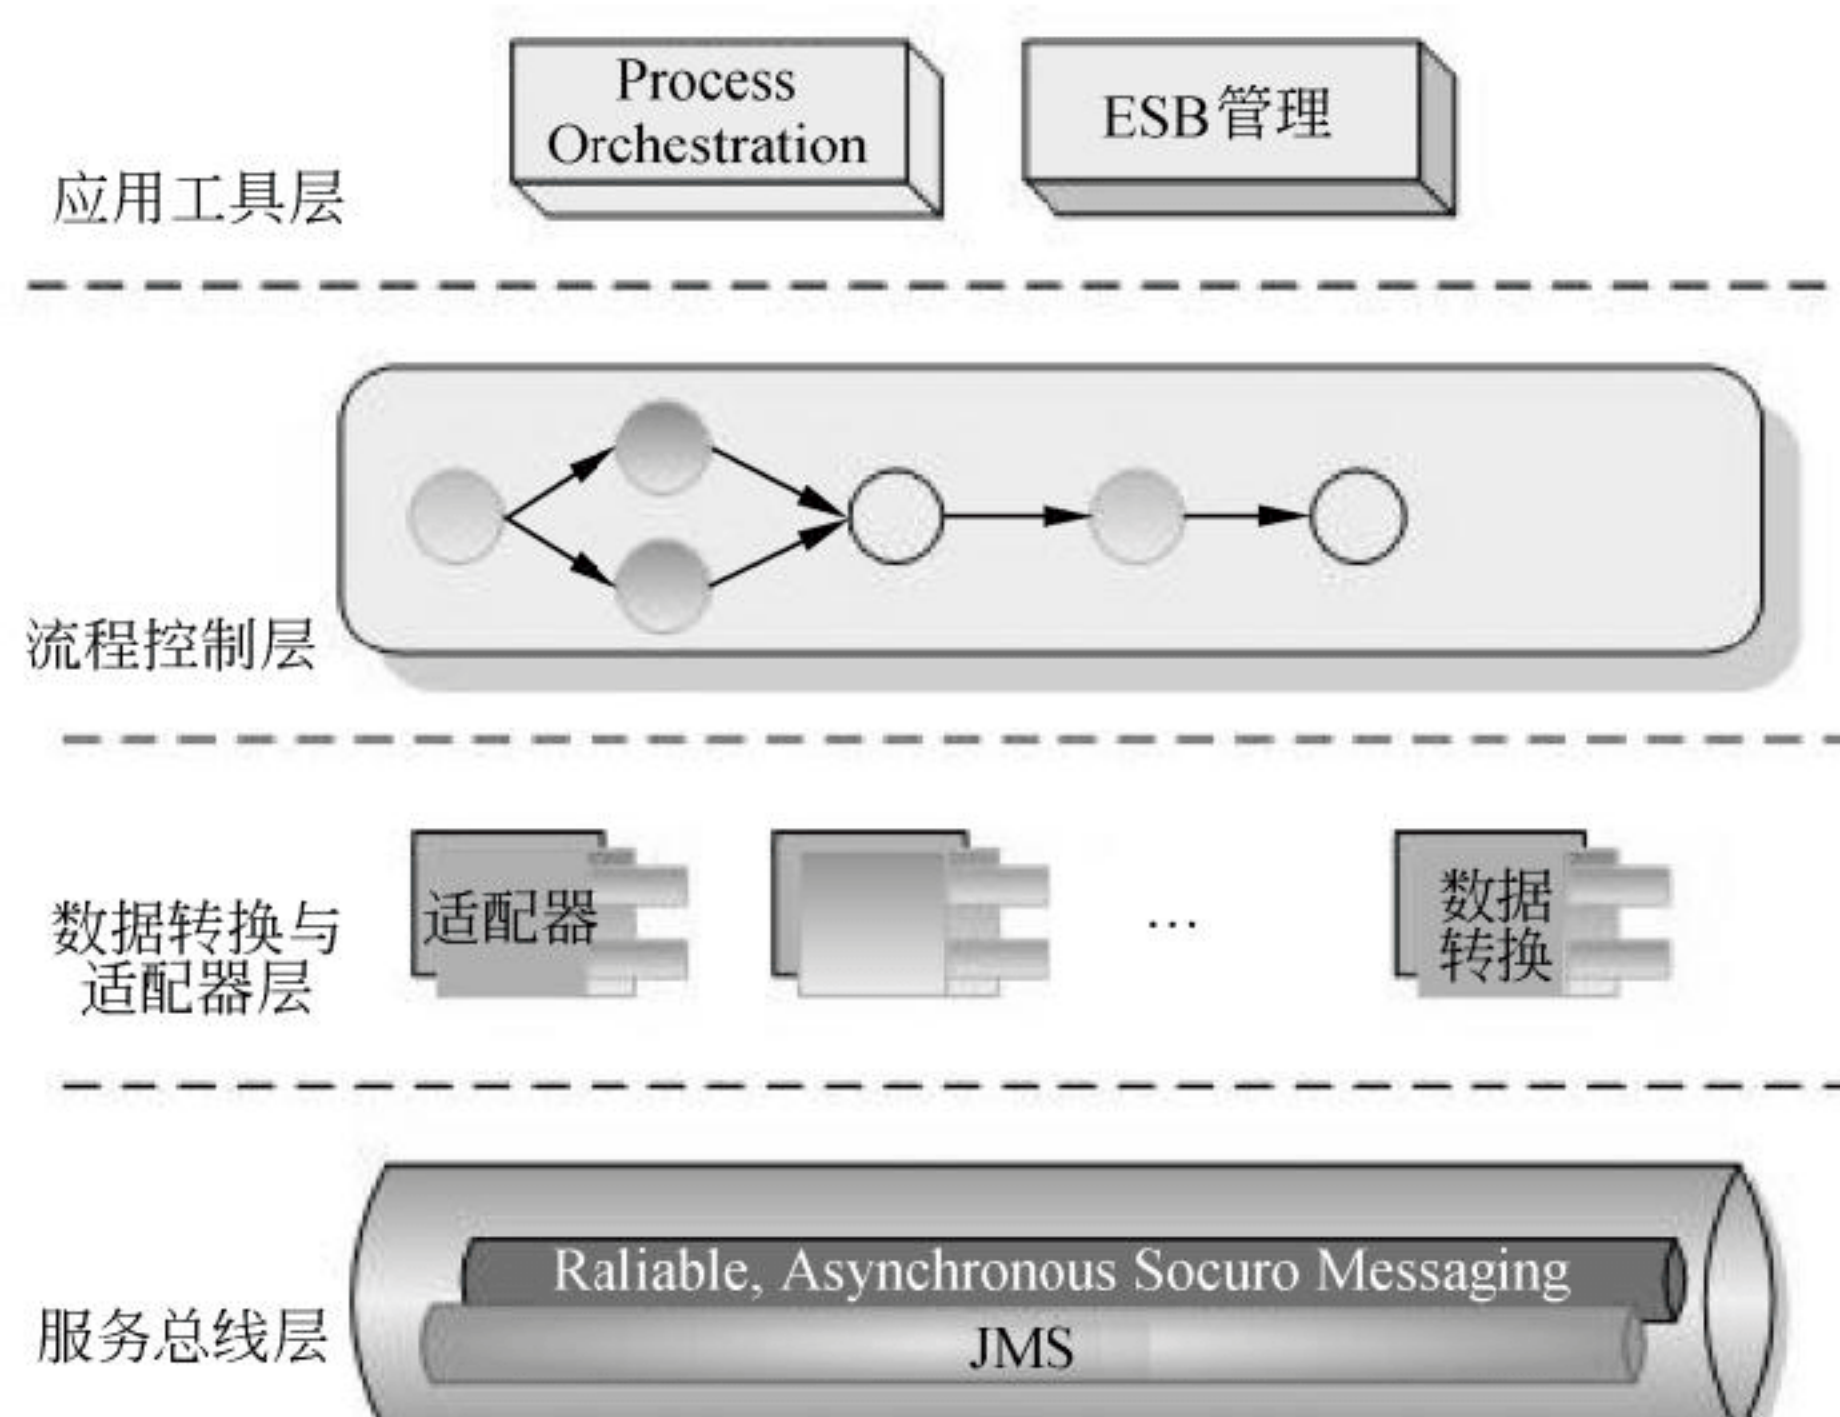 Process
Orchestration
ESB管理
应用工具层
流程控制层
适配器
…
数据
转换
数据转换与
适配器层
Raliable, Asynchronous Socuro Messaging
JMS
服务总线层